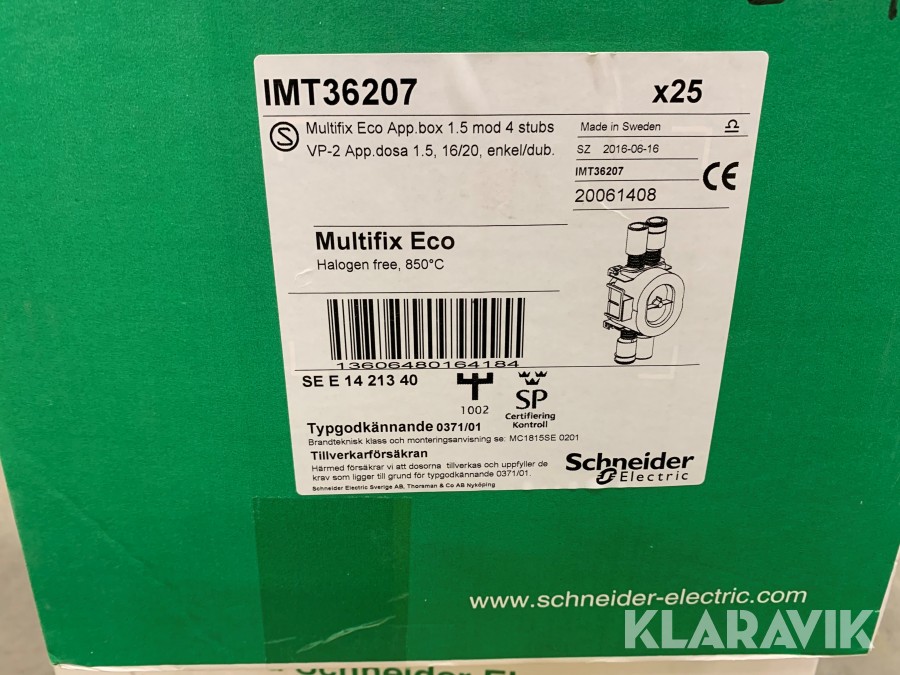 IMT36207
x25
S
Multifix Eco App.box 1.5 mod 4 stubs
VP-2 App.dosa 1.5, 16/20, enkel/dub.
Made in Sweden
SZ 2016-06-16
IMT36207
20061408
CE
Multifix Eco
Halogen free, 850°C
13606480164184
SE E 14 213 40
1002
SP
Certifiering
Kontroll
Typgodkännande 0371/01
Brandteknisk klass och monteringsanvisning se: MC1815SE 0201
Tillverkarförsäkran
Härmed försäkrar vi att dosorna tillverkas och uppfyller de
krav som ligger till grund för typgodkännande 0371/01.
Schneider Electric Sverige AB, Thorsman & Co AB Nyköping
Schneider
Electric
www.schneider-electric.com
KLARAVIK
Schneider El